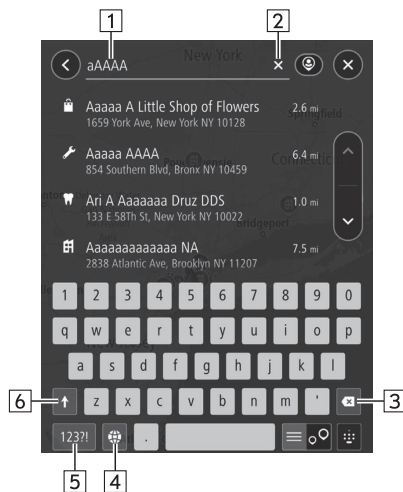 1 2
aAAAA
New York
Aaaaa A Little Shop of Flowers 2.6 mi
1659 York Ave, New York NY 10128
Springfield
Aaaaa AAAA 6.4 mi
854 Southern Blvd, Bronx NY 10459
Ari A Aaaaaaa Druz DDS 1.0 mi
133 E 58Th St, New York NY 10022
Bridgeport
Aaaaaaaaaaaaa NA 7.5 mi
2838 Atlantic Ave, Brooklyn NY 11207
1 2 3 4 5 6 7 8 9 0
q w e r t y u i o p
a s d f g h j k l
6 z x c v b n m ' 3
123?! .
5 4